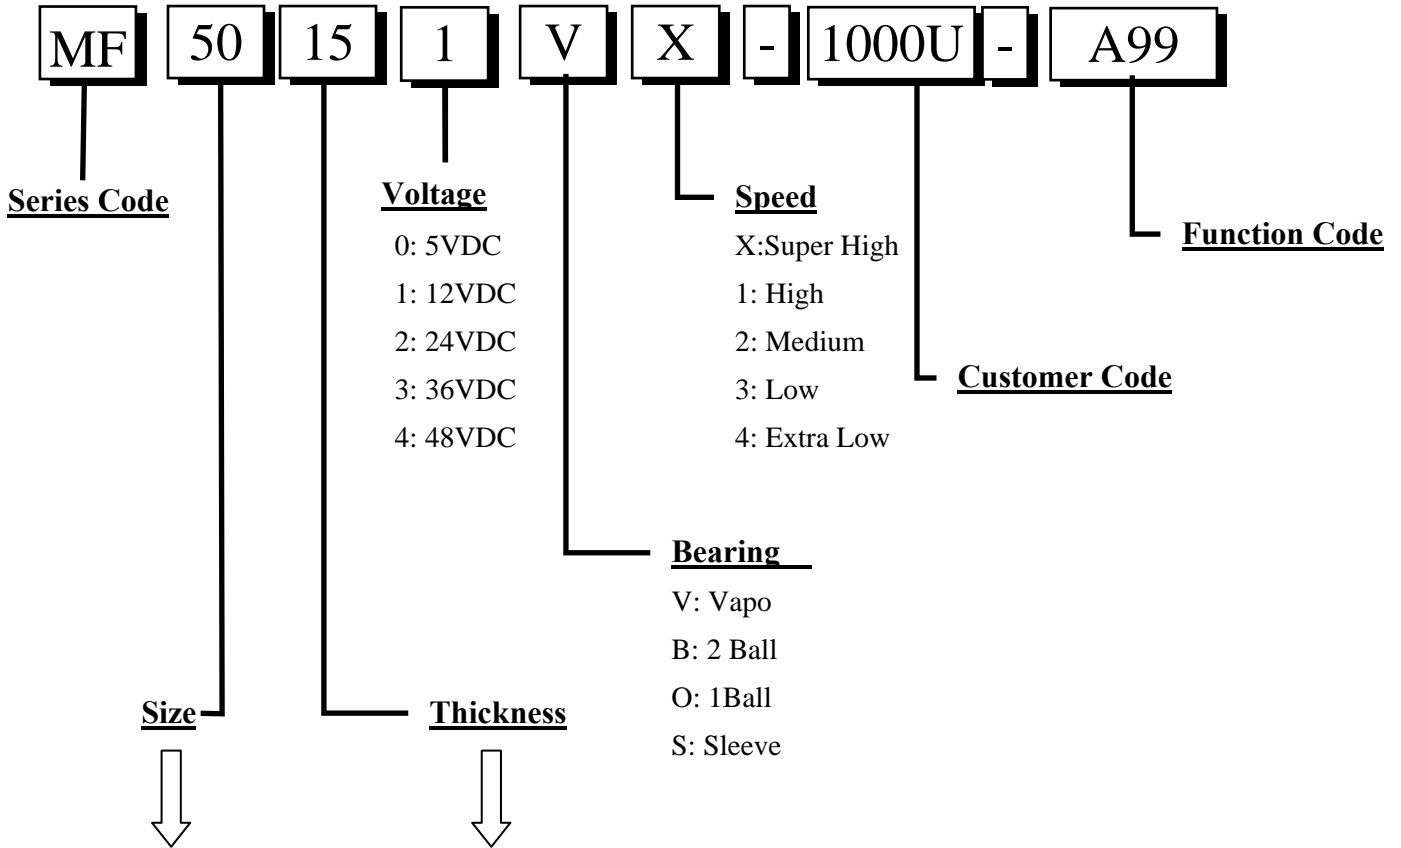 MF 50 15 1 V X - 1000U - A99
Series Code
Voltage
0: 5VDC
1: 12VDC
2: 24VDC
3: 36VDC
4: 48VDC
Speed
X:Super High
1: High
2: Medium
3: Low
4: Extra Low
Function Code
Customer Code
Bearing
V: Vapo
B: 2 Ball
O: 1Ball
S: Sleeve
Size
Thickness